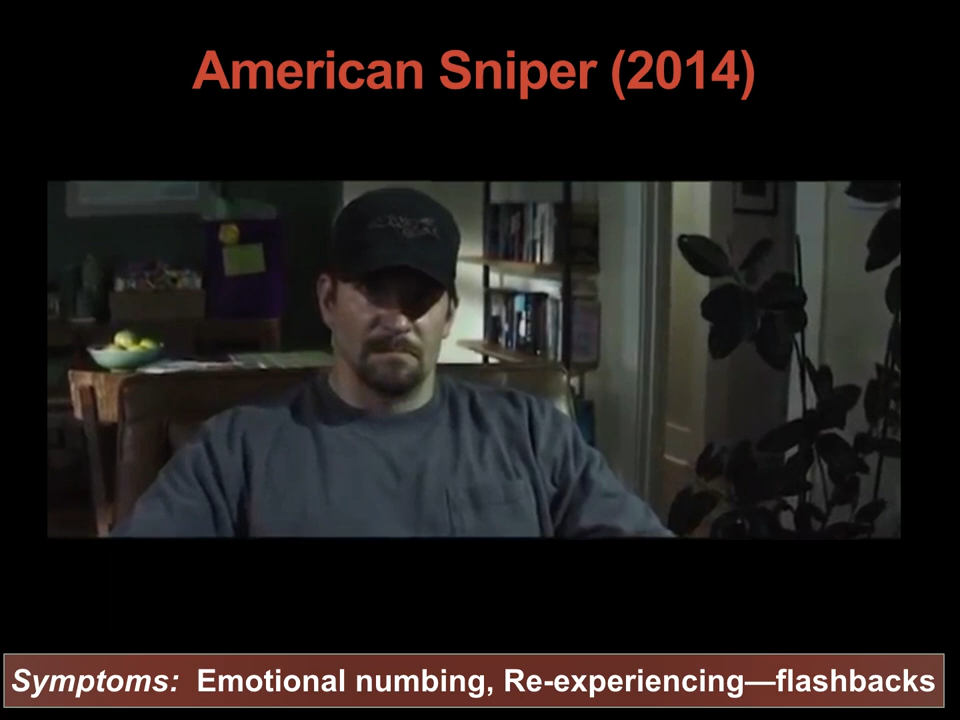 American Sniper (2014)
Symptoms: Emotional numbing, Re-experiencing—flashbacks